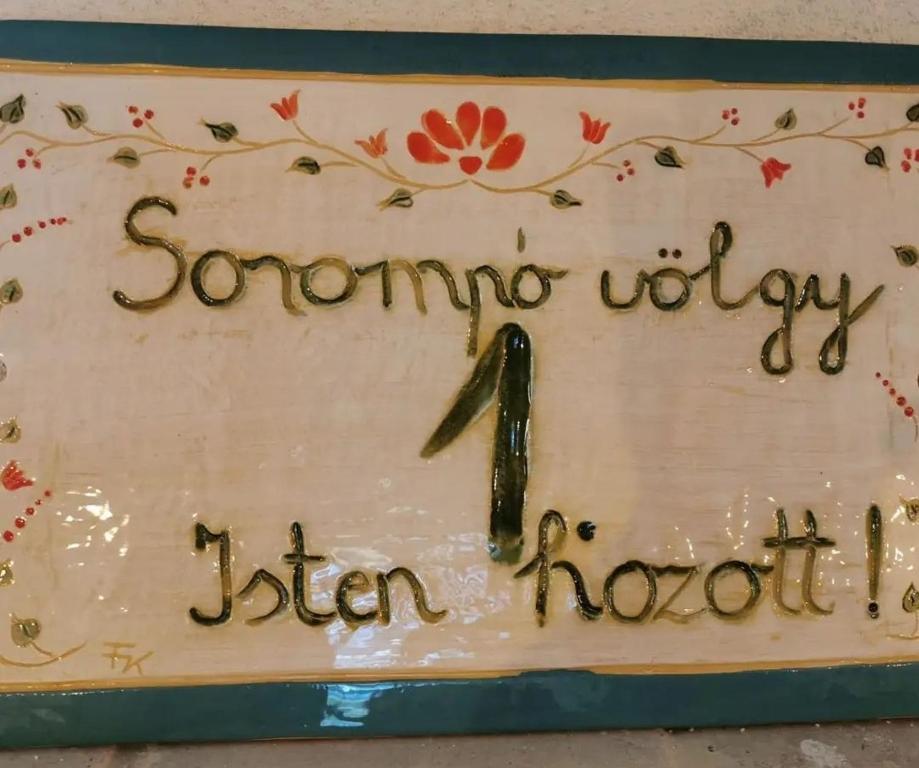 Sorompó völgy
1
Isten hozott!
FK